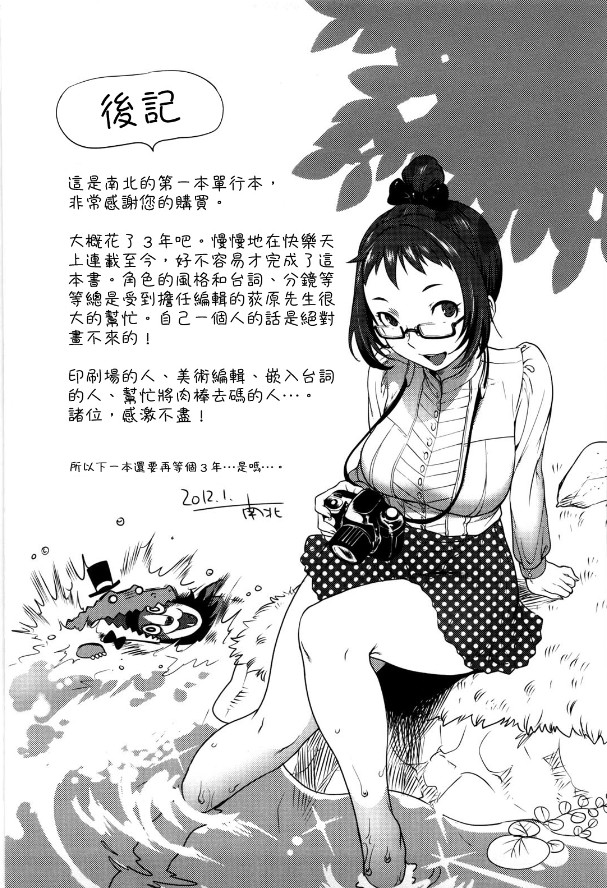 後記
這是南北的第一本單行本，
非常感謝您的購買。
大概花了３年吧。慢慢地在快樂天
上連載至今，好不容易才完成了這
本書。角色的風格和台詞、分鏡等
等總是受到擔任編輯的荻原先生很
大的幫忙。自己一個人的話是絕對
畫不來的！
印刷場的人、美術編輯、嵌入台詞
的人、幫忙將肉棒去碼的人…。
諸位，感激不盡！
所以下一本還要再等個３年…是嗎…。
2012.1.
南北